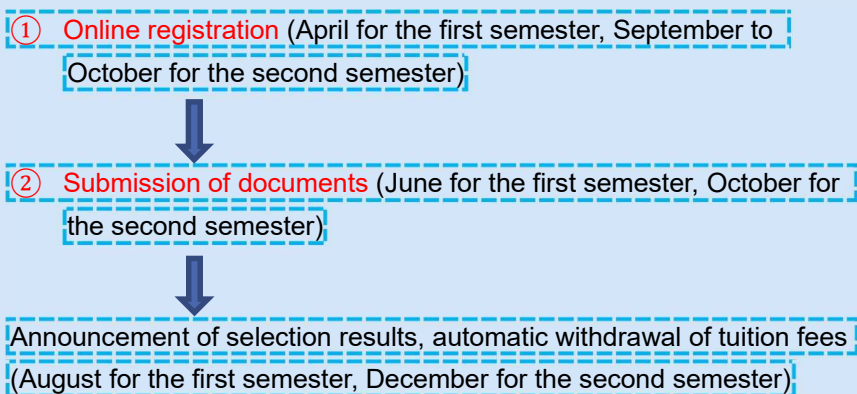 ① Online registration (April for the first semester, September to
October for the second semester)
② Submission of documents (June for the first semester, October for
the second semester)
Announcement of selection results, automatic withdrawal of tuition fees
(August for the first semester, December for the second semester)